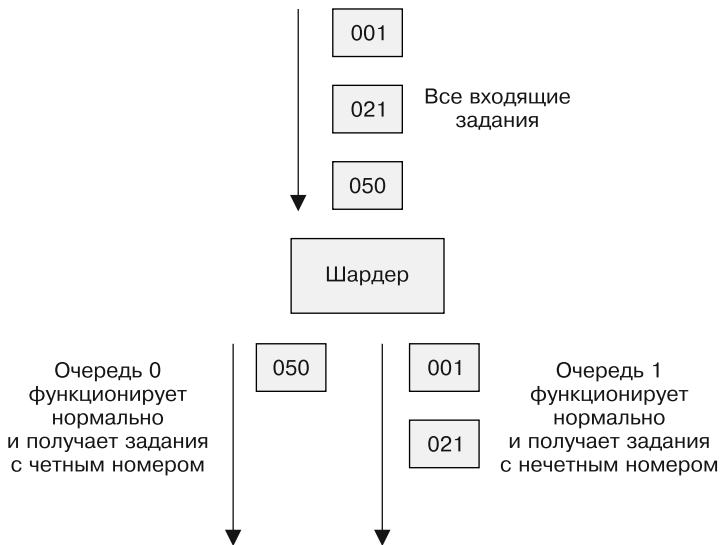 001
021
Все входящие
задания
050
Шардер
Очередь 0
функционирует
нормально
и получает задания
с четным номером
050
001
021
Очередь 1
функционирует
нормально
и получает задания
с нечетным номером